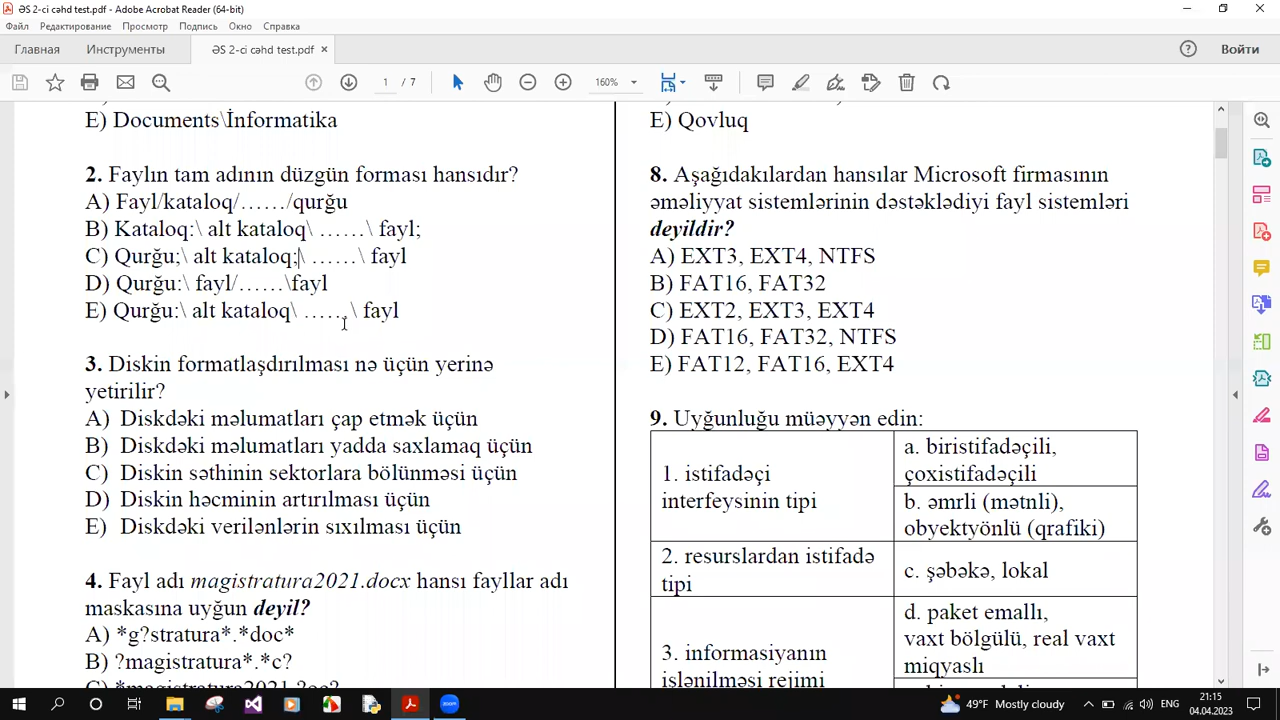 ƏS 2-ci cəhd test.pdf - Adobe Acrobat Reader (64-bit)
Файл Редактирование Просмотр Подпись Окно Справка
Главная Инструменты ƏS 2-ci cəhd test.pdf × Войти
1 / 7 160%
E) Documents\İnformatika
2. Faylın tam adının düzgün forması hansıdır?
A) Fayl/kataloq/……/qurğu
B) Kataloq:\ alt kataloq\ ……\ fayl;
C) Qurğu;\ alt kataloq;\ ……\ fayl
D) Qurğu:\ fayl/……\fayl
E) Qurğu:\ alt kataloq\ ……\ fayl
3. Diskin formatlaşdırılması nə üçün yerinə
yetirilir?
A) Diskdəki məlumatları çap etmək üçün
B) Diskdəki məlumatları yadda saxlamaq üçün
C) Diskin səthinin sektorlara bölünməsi üçün
D) Diskin həcminin artırılması üçün
E) Diskdəki verilənlərin sıxılması üçün
4. Fayl adı magistratura2021.docx hansı fayllar adı
maskasına uyğun deyil?
A) *g?stratura*.*doc*
B) ?magistratura*.*c?
C) *magistratura2021.?oc?
E) Qovluq
8. Aşağıdakılardan hansılar Microsoft firmasının
əməliyyat sistemlərinin dəstəklədiyi fayl sistemləri
deyildir?
A) EXT3, EXT4, NTFS
B) FAT16, FAT32
C) EXT2, EXT3, EXT4
D) FAT16, FAT32, NTFS
E) FAT12, FAT16, EXT4
9. Uyğunluğu müəyyən edin:
1. istifadəçi
interfeysinin tipi
a. biristifadəçili,
çoxistifadəçili
b. əmrli (mətnli),
obyektyönlü (qrafiki)
2. resurslardan istifadə
tipi
c. şəbəkə, lokal
3. informasiyanın
işlənilməsi rejimi
d. paket emallı,
vaxt bölgülü, real vaxt
miqyaslı
zoom
49°F Mostly cloudy
ENG
21:15
04.04.2023